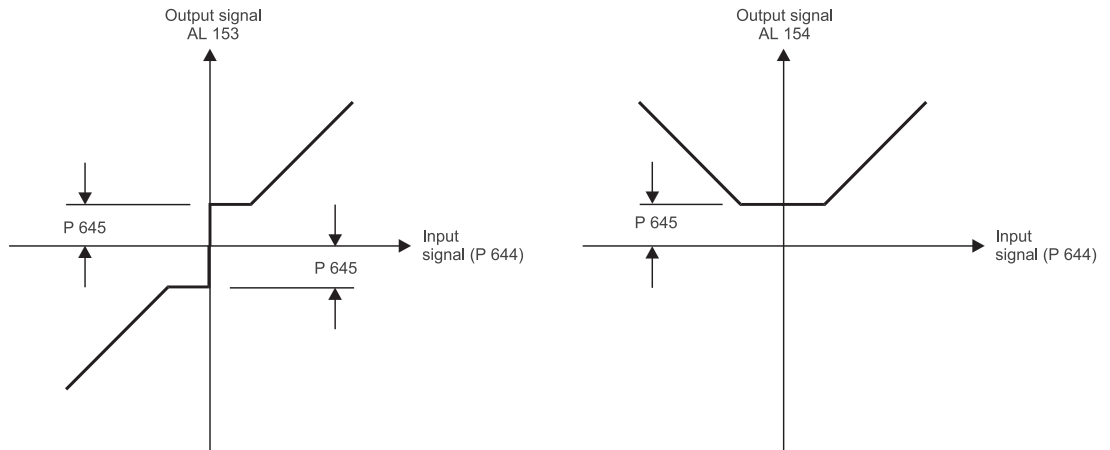 Output signal
AL 153
P 645
P 645
Input
signal (P 644)
Output signal
AL 154
P 645
Input
signal (P 644)